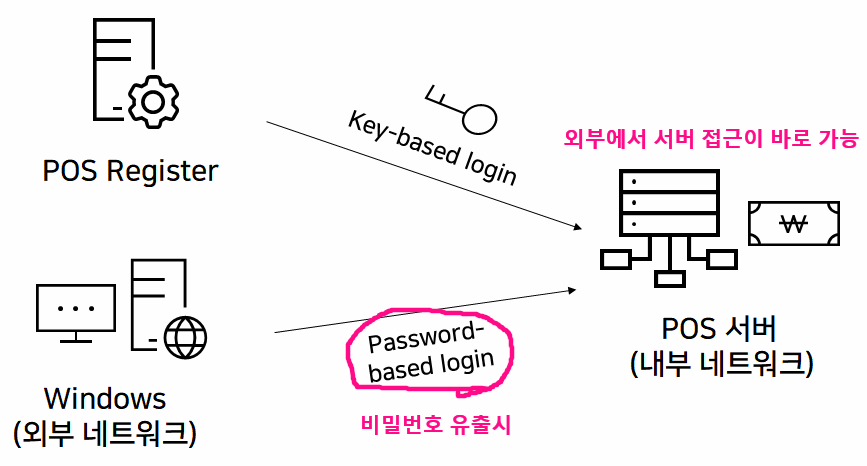 POS Register
Key-based login
외부에서 서버 접근이 바로 가능
₩
POS 서버
(내부 네트워크)
Password-
based login
비밀번호 유출시
Windows
(외부 네트워크)